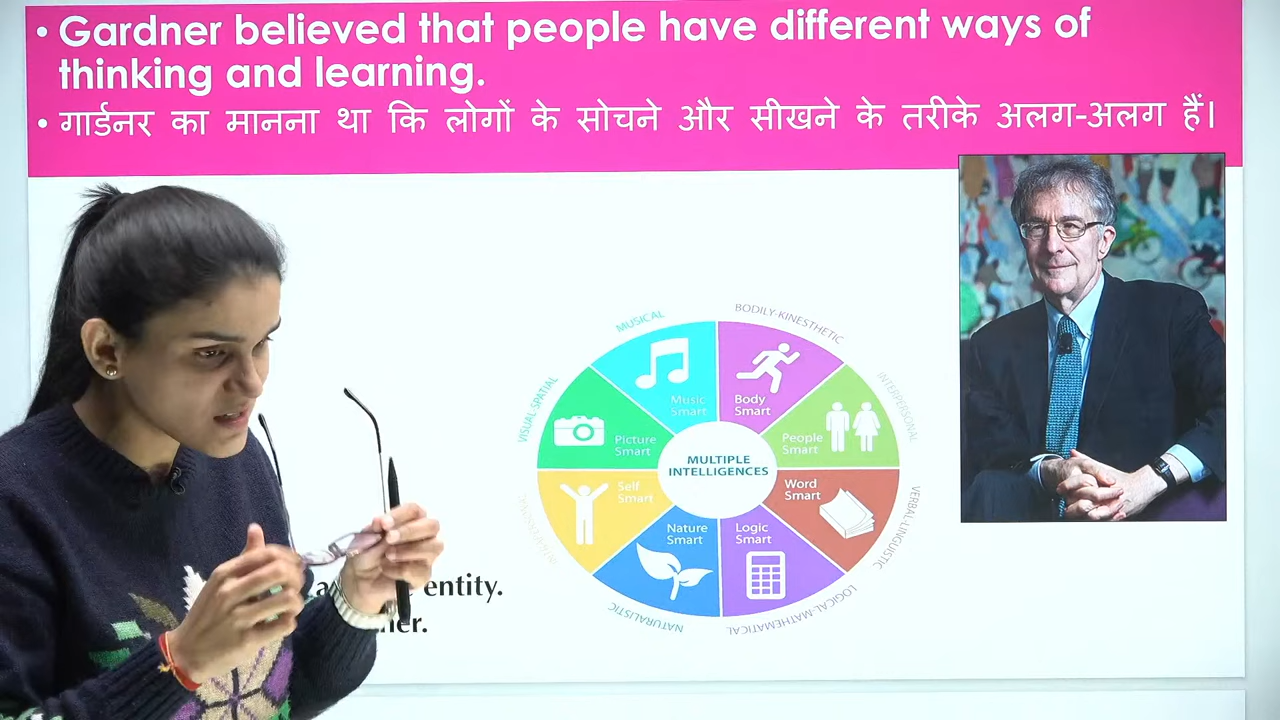 • Gardner believed that people have different ways of
thinking and learning.
• गार्डनर का मानना था कि लोगों के सोचने और सीखने के तरीके अलग-अलग हैं।
MUSICAL
BODILY-KINESTHETIC
VISUAL-SPATIAL
INTERPERSONAL
Music
Smart
Body
Smart
Picture
Smart
People
Smart
MULTIPLE
INTELLIGENCES
Self
Smart
Word
Smart
Nature
Smart
Logic
Smart
VERBAL-LINGUISTIC
NATURALISTIC
LOGICAL-MATHEMATICAL
entity.